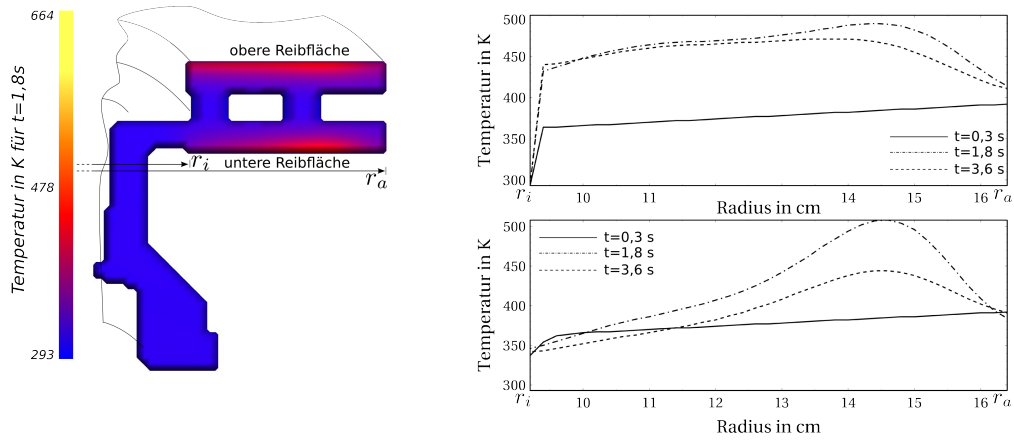 664
478
293
Temperatur in K für t=1,8s
obere Reibfläche
untere Reibfläche
r_i
r_a
500
450
400
350
300
Temperatur in K
t=0,3 s
t=1,8 s
t=3,6 s
r_i 10 11 12 13 14 15 16 r_a
Radius in cm
500
450
400
350
300
Temperatur in K
t=0,3 s
t=1,8 s
t=3,6 s
r_i 10 11 12 13 14 15 16 r_a
Radius in cm